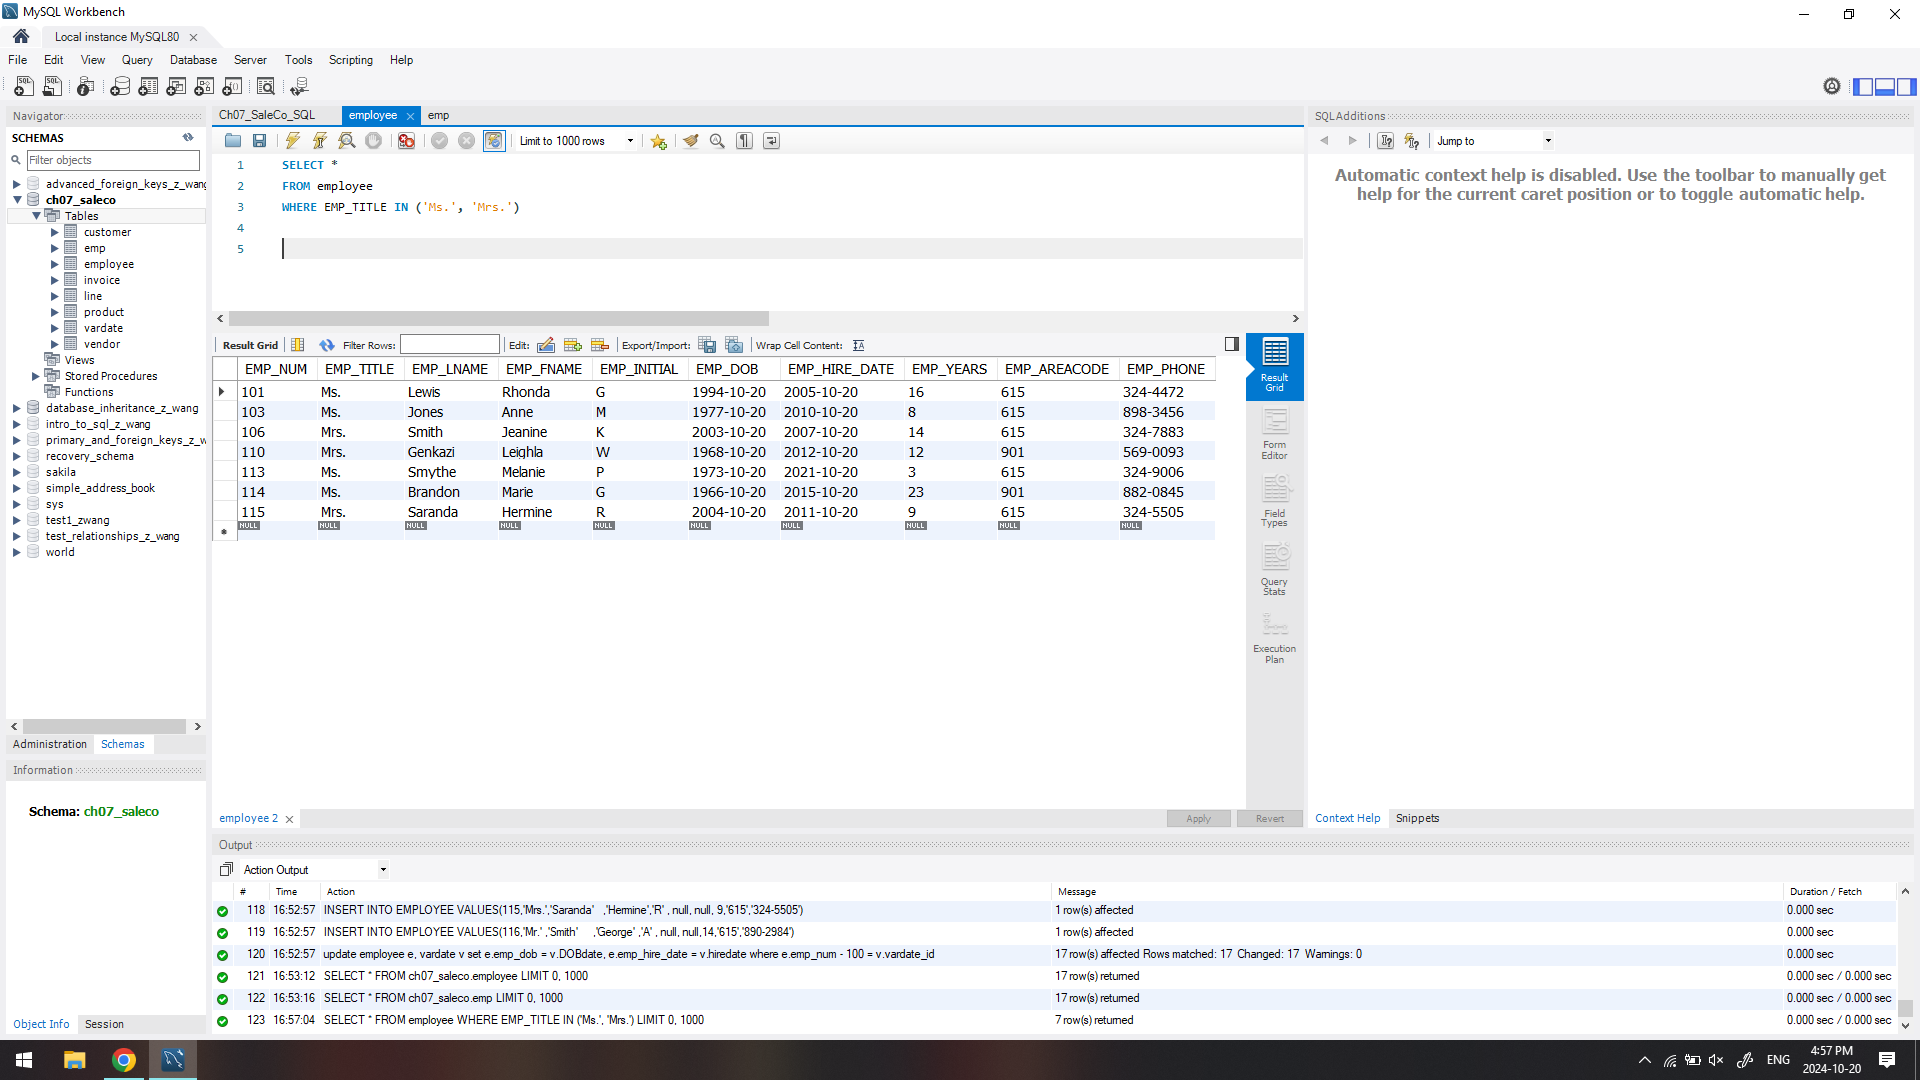 MySQL Workbench
Local instance MySQL80
File Edit View Query Database Server Tools Scripting Help
Navigator
SCHEMAS
Filter objects
advanced_foreign_keys_z_wang
ch07_saleco
Tables
customer
emp
employee
invoice
line
product
vardate
vendor
Views
Stored Procedures
Functions
database_inheritance_z_wang
intro_to_sql_z_wang
primary_and_foreign_keys_z_w
recovery_schema
sakila
simple_address_book
sys
test1_zwang
test_relationships_z_wang
world
Administration Schemas
Information
Schema: ch07_saleco
Object Info Session
Ch07_SaleCo_SQL employee emp
Limit to 1000 rows
1 SELECT *
2 FROM employee
3 WHERE EMP_TITLE IN ('Ms.', 'Mrs.')
4
5
Result Grid Filter Rows: Edit: Export/Import: Wrap Cell Content:
EMP_NUM EMP_TITLE EMP_LNAME EMP_FNAME EMP_INITIAL EMP_DOB EMP_HIRE_DATE EMP_YEARS EMP_AREACODE EMP_PHONE
101 Ms. Lewis Rhonda G 1994-10-20 2005-10-20 16 615 324-4472
103 Ms. Jones Anne M 1977-10-20 2010-10-20 8 615 898-3456
106 Mrs. Smith Jeanine K 2003-10-20 2007-10-20 14 615 324-7883
110 Mrs. Genkazi Leighla W 1968-10-20 2012-10-20 12 901 569-0093
113 Ms. Smythe Melanie P 1973-10-20 2021-10-20 3 615 324-9006
114 Ms. Brandon Marie G 1966-10-20 2015-10-20 23 901 882-0845
115 Mrs. Saranda Hermine R 2004-10-20 2011-10-20 9 615 324-5505
NULL NULL NULL NULL NULL NULL NULL NULL NULL NULL
Result Grid
Form Editor
Field Types
Query Stats
Execution Plan
employee 2
Apply Revert
SQLAdditions
Jump to
Automatic context help is disabled. Use the toolbar to manually get
help for the current caret position or to toggle automatic help.
Context Help Snippets
Output
Action Output
# Time Action Message Duration / Fetch
118 16:52:57 INSERT INTO EMPLOYEE VALUES(115,'Mrs.','Saranda' ,'Hermine','R' , null, null, 9,'615','324-5505') 1 row(s) affected 0.000 sec
119 16:52:57 INSERT INTO EMPLOYEE VALUES(116,'Mr.' ,'Smith' ,'George' ,'A' , null, null,14,'615','890-2984') 1 row(s) affected 0.000 sec
120 16:52:57 update employee e, vardate v set e.emp_dob = v.DOBdate, e.emp_hire_date = v.hiredate where e.emp_num - 100 = v.vardate_id 17 row(s) affected Rows matched: 17 Changed: 17 Warnings: 0 0.000 sec
121 16:53:12 SELECT * FROM ch07_saleco.employee LIMIT 0, 1000 17 row(s) returned 0.000 sec / 0.000 sec
122 16:53:16 SELECT * FROM ch07_saleco.emp LIMIT 0, 1000 17 row(s) returned 0.000 sec / 0.000 sec
123 16:57:04 SELECT * FROM employee WHERE EMP_TITLE IN ('Ms.', 'Mrs.') LIMIT 0, 1000 7 row(s) returned 0.000 sec / 0.000 sec
ENG
4:57 PM
2024-10-20